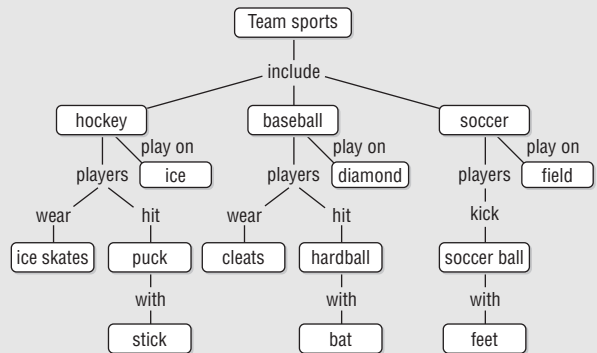 Team sports
include
hockey baseball soccer
play on play on play on
players ice players diamond players field
wear hit wear hit kick
ice skates puck cleats hardball soccer ball
with with with
stick bat feet